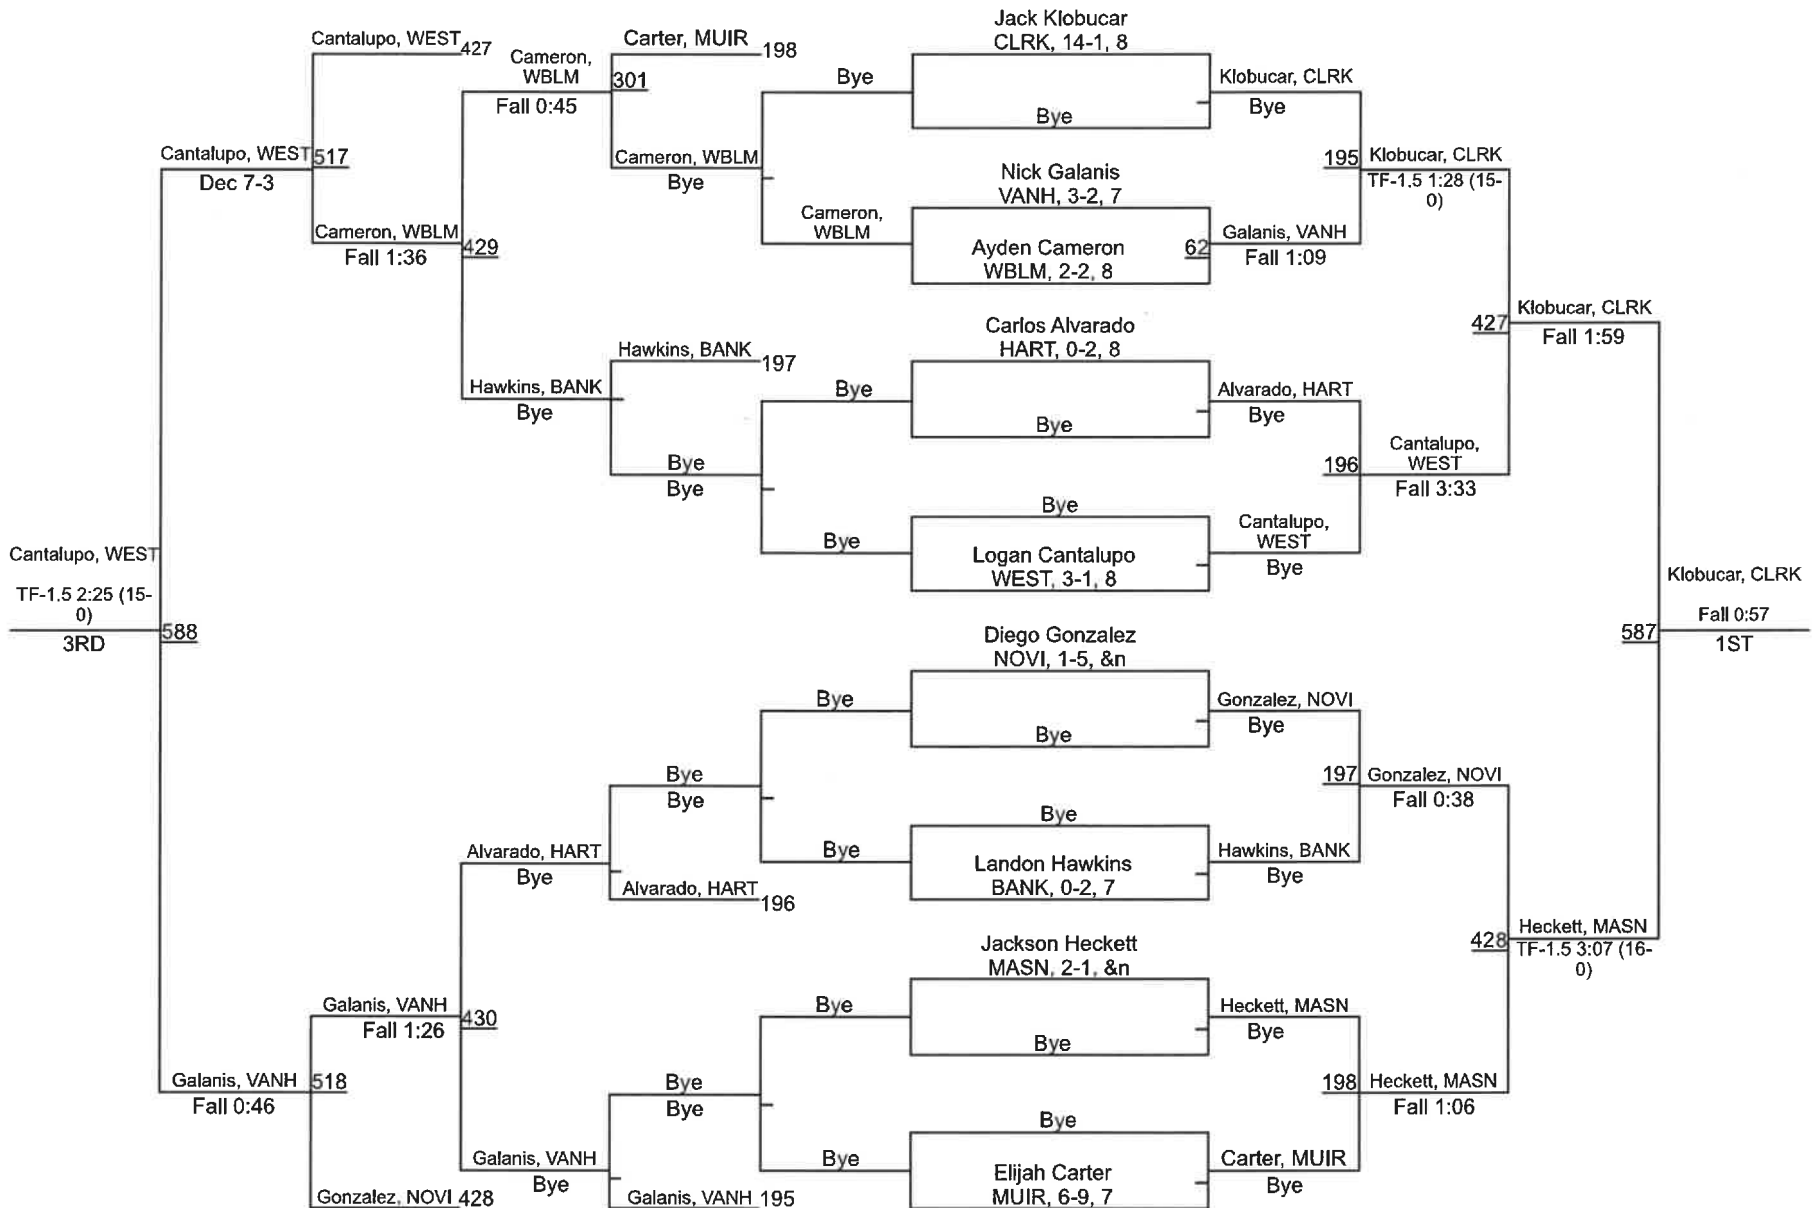 Jack Klobucar
CLRK, 14-1, 8
Cantalupo, WEST 427
Carter, MUIR 198
Cameron,
WBLM
301
Fall 0:45
Bye
Bye
Klobucar, CLRK
Bye
Cantalupo, WEST 517
Dec 7-3
Cameron, WBLM
Bye
195 Klobucar, CLRK
TF-1.5 1:28 (15-
0)
Nick Galanis
VANH, 3-2, 7
Cameron,
WBLM
Cameron, WBLM
Fall 1:36
429
Ayden Cameron
WBLM, 2-2, 8
62
Galanis, VANH
Fall 1:09
Klobucar, CLRK
427
Fall 1:59
Carlos Alvarado
HART, 0-2, 8
Hawkins, BANK 197
Hawkins, BANK
Bye
Bye
Bye
Alvarado, HART
Bye
Bye
Bye
196
Cantalupo,
WEST
Fall 3:33
Bye
Bye
Logan Cantalupo
WEST, 3-1, 8
Cantalupo,
WEST
Bye
Cantalupo, WEST
TF-1.5 2:25 (15-
0)
588
3RD
Klobucar, CLRK
Fall 0:57
587
1ST
Diego Gonzalez
NOVI, 1-5, &n
Bye
Bye
Gonzalez, NOVI
Bye
Bye
Bye
197 Gonzalez, NOVI
Fall 0:38
Alvarado, HART
Bye
Bye
Bye
Landon Hawkins
BANK, 0-2, 7
Hawkins, BANK
Bye
Alvarado, HART 196
428
Heckett, MASN
TF-1.5 3:07 (16-
0)
Jackson Heckett
MASN, 2-1, &n
Galanis, VANH
Fall 1:26
430
Bye
Bye
Heckett, MASN
Bye
Galanis, VANH 518
Fall 0:46
Bye
Bye
198 Heckett, MASN
Fall 1:06
Galanis, VANH
Bye
Bye
Bye
Elijah Carter
MUIR, 6-9, 7
Carter, MUIR
Bye
Gonzalez, NOVI 428
Galanis, VANH 195